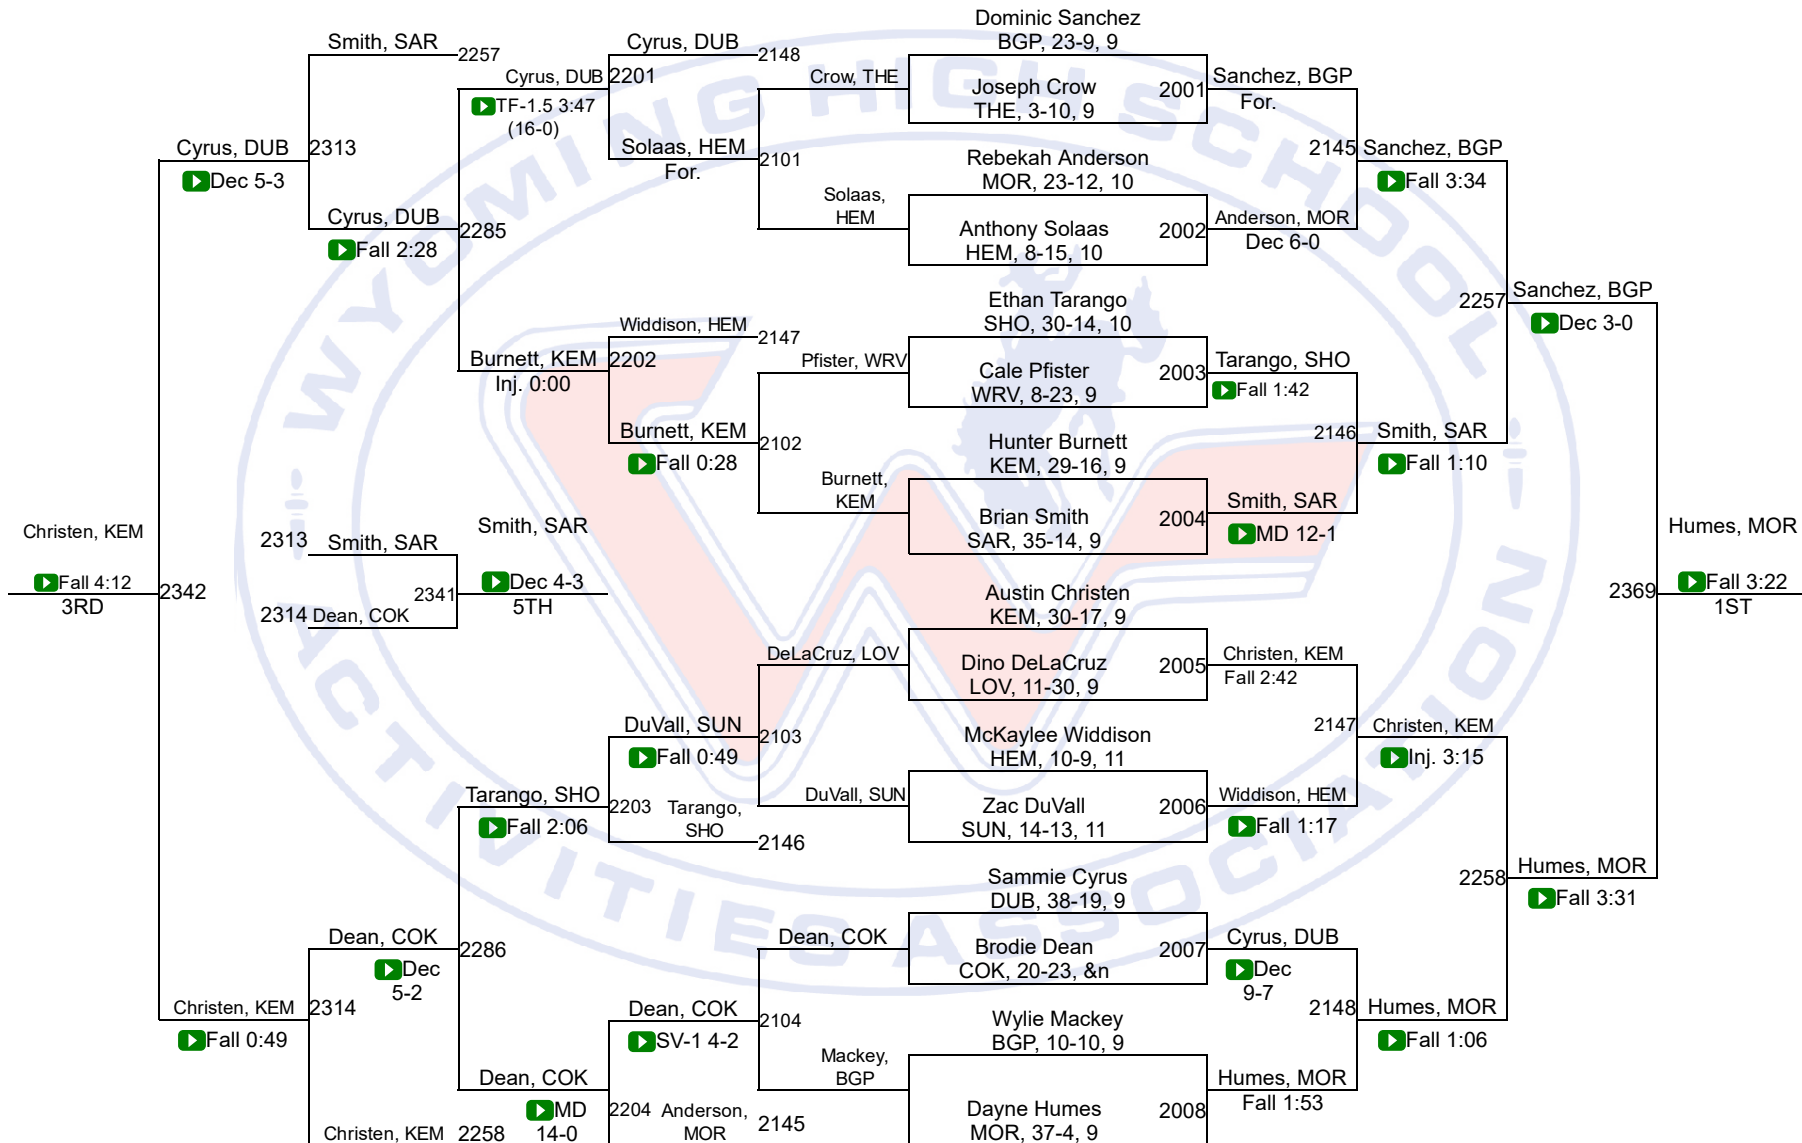 Dominic Sanchez
BGP, 23-9, 9
Smith, SAR
2257
Cyrus, DUB
2148
Cyrus, DUB
2201
Crow, THE
Joseph Crow
THE, 3-10, 9
2001
Sanchez, BGP
For.
TF-1.5 3:47
(16-0)
Cyrus, DUB
2313
Dec 5-3
Solaas, HEM
For.
2101
Rebekah Anderson
MOR, 23-12, 10
2145
Sanchez, BGP
Fall 3:34
Solaas,
HEM
Cyrus, DUB
Fall 2:28
2285
Anthony Solaas
HEM, 8-15, 10
2002
Anderson, MOR
Dec 6-0
Ethan Tarango
SHO, 30-14, 10
2257
Sanchez, BGP
Dec 3-0
Widdison, HEM
2147
Burnett, KEM
Inj. 0:00
2202
Pfister, WRV
Cale Pfister
WRV, 8-23, 9
2003
Tarango, SHO
Fall 1:42
Burnett, KEM
Fall 0:28
2102
Hunter Burnett
KEM, 29-16, 9
2146
Smith, SAR
Fall 1:10
Burnett,
KEM
Brian Smith
SAR, 35-14, 9
2004
Smith, SAR
MD 12-1
Christen, KEM
Fall 4:12
3RD
2342
2313
Smith, SAR
2314
Dean, COK
2341
Smith, SAR
Dec 4-3
5TH
Humes, MOR
2369
Fall 3:22
1ST
Austin Christen
KEM, 30-17, 9
DeLaCruz, LOV
Dino DeLaCruz
LOV, 11-30, 9
2005
Christen, KEM
Fall 2:42
DuVall, SUN
Fall 0:49
2103
McKaylee Widdison
HEM, 10-9, 11
2147
Christen, KEM
Inj. 3:15
Tarango, SHO
Fall 2:06
2203
Tarango,
SHO
2146
DuVall, SUN
Zac DuVall
SUN, 14-13, 11
2006
Widdison, HEM
Fall 1:17
Sammie Cyrus
DUB, 38-19, 9
2258
Humes, MOR
Fall 3:31
Dean, COK
Dec
5-2
2286
Dean, COK
Brodie Dean
COK, 20-23, &n
2007
Cyrus, DUB
Dec
9-7
Christen, KEM
Fall 0:49
2314
Dean, COK
SV-1 4-2
2104
Wylie Mackey
BGP, 10-10, 9
2148
Humes, MOR
Fall 1:06
Mackey,
BGP
Dean, COK
MD
14-0
2204
Anderson,
MOR
2145
Dayne Humes
MOR, 37-4, 9
2008
Humes, MOR
Fall 1:53
Christen, KEM
2258
WYOMING HIGH SCHOOL
ACTIVITIES ASSOCIATION